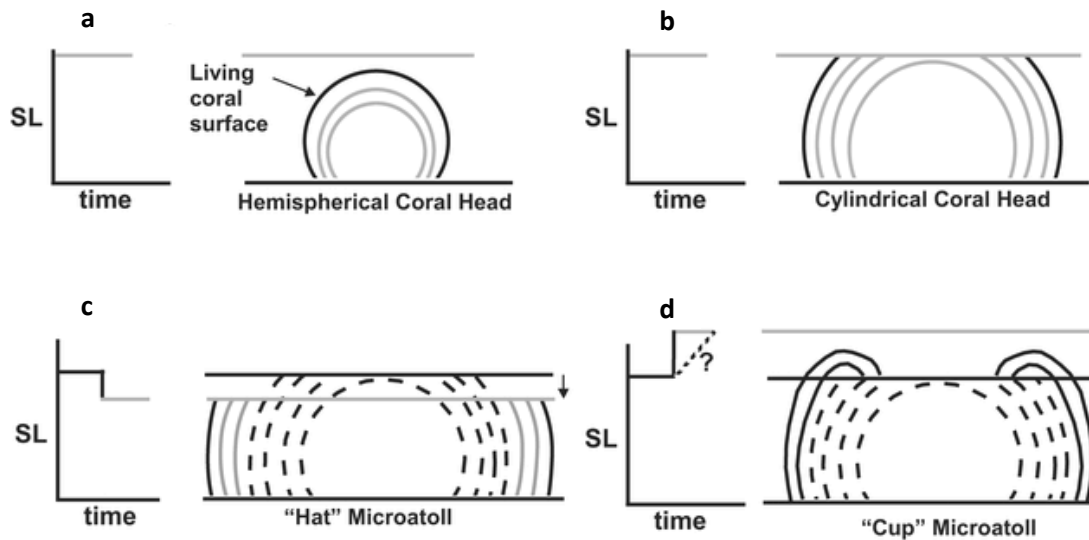 a
SL
time
Living
coral
surface
Hemispherical Coral Head
b
SL
time
Cylindrical Coral Head
c
SL
time
“Hat” Microatoll
d
?
SL
time
“Cup” Microatoll